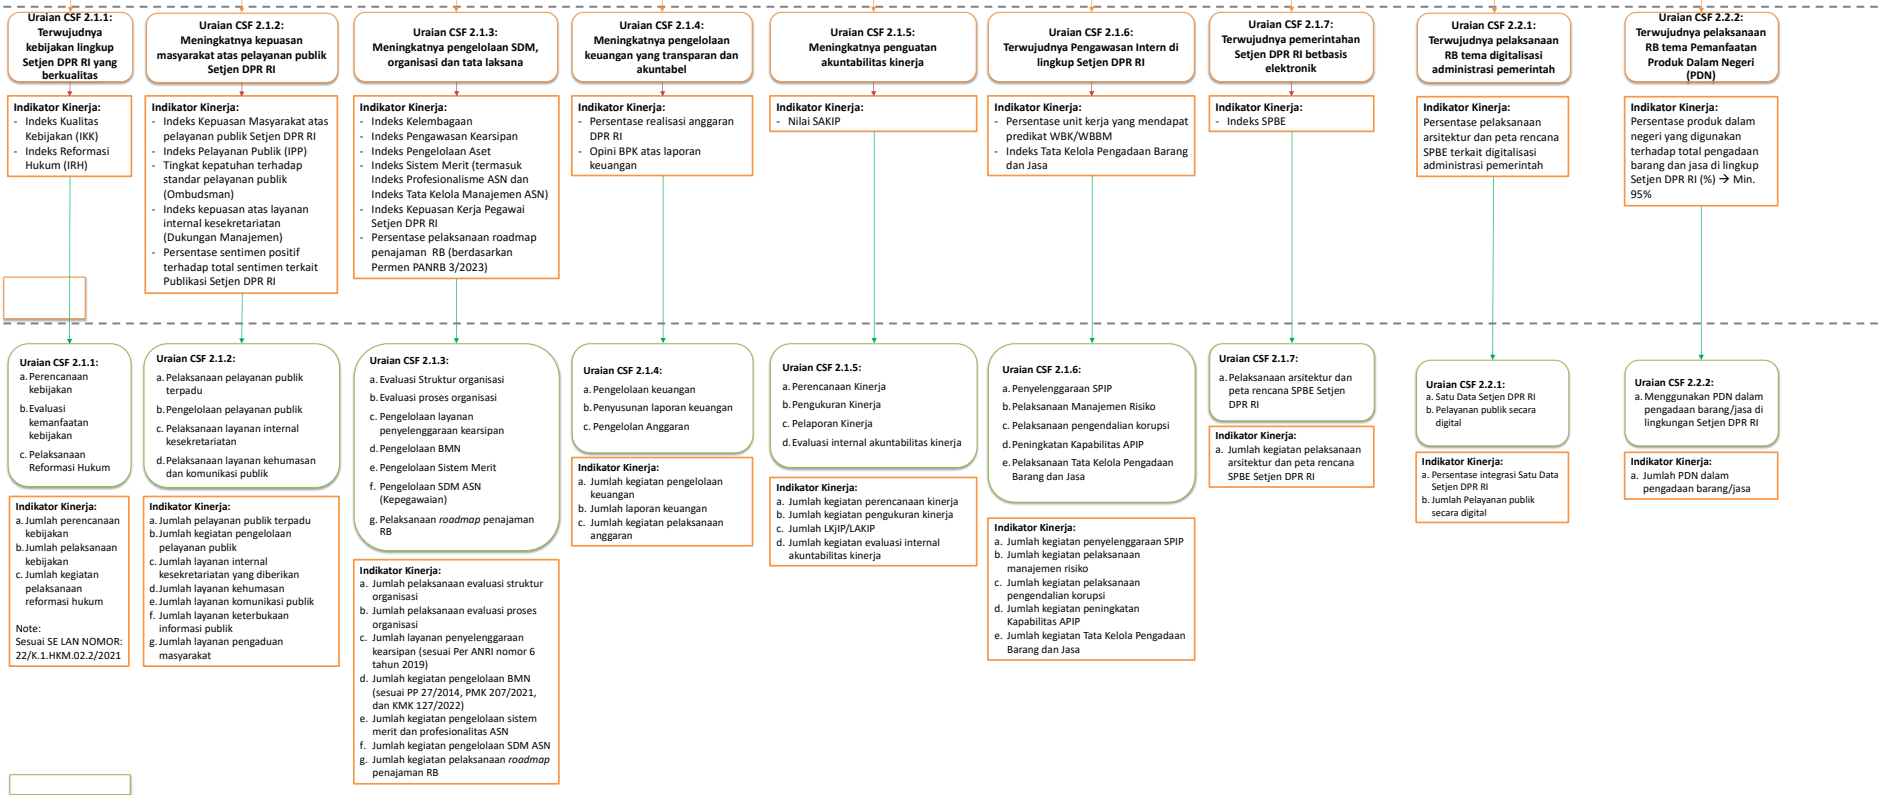 Uraian CSF 2.1.1:
Terwujudnya
kebijakan lingkup
Setjen DPR RI yang
berkualitas
Uraian CSF 2.1.2:
Meningkatnya kepuasan
masyarakat atas pelayanan publik
Setjen DPR RI
Uraian CSF 2.1.3:
Meningkatnya pengelolaan SDM,
organisasi dan tata laksana
Uraian CSF 2.1.4:
Meningkatnya pengelolaan
keuangan yang transparan dan
akuntabel
Uraian CSF 2.1.5:
Meningkatnya penguatan
akuntabilitas kinerja
Uraian CSF 2.1.6:
Terwujudnya Pengawasan Intern di
lingkup Setjen DPR RI
Uraian CSF 2.1.7:
Terwujudnya pemerintahan
Setjen DPR RI betbasis
elektronik
Uraian CSF 2.2.1:
Terwujudnya pelaksanaan
RB tema digitalisasi
administrasi pemerintah
Uraian CSF 2.2.2:
Terwujudnya pelaksanaan
RB tema Pemanfaatan
Produk Dalam Negeri
(PDN)
Indikator Kinerja:
- Indeks Kualitas
Kebijakan (IKK)
- Indeks Reformasi
Hukum (IRH)
Indikator Kinerja:
- Indeks Kepuasan Masyarakat atas
pelayanan publik Setjen DPR RI
- Indeks Pelayanan Publik (IPP)
- Tingkat kepatuhan terhadap
standar pelayanan publik
(Ombudsman)
- Indeks kepuasan atas layanan
internal kesekretariatan
(Dukungan Manajemen)
- Persentase sentimen positif
terhadap total sentimen terkait
Publikasi Setjen DPR RI
Indikator Kinerja:
- Indeks Kelembagaan
- Indeks Pengawasan Kearsipan
- Indeks Pengelolaan Aset
- Indeks Sistem Merit (termasuk
Indeks Profesionalisme ASN dan
Indeks Tata Kelola Manajemen ASN)
- Indeks Kepuasan Kerja Pegawai
Setjen DPR RI
- Persentase pelaksanaan roadmap
penajaman RB (berdasarkan
Permen PANRB 3/2023)
Indikator Kinerja:
- Persentase realisasi anggaran
DPR RI
- Opini BPK atas laporan
keuangan
Indikator Kinerja:
- Nilai SAKIP
Indikator Kinerja:
- Persentase unit kerja yang mendapat
predikat WBK/WBBM
- Indeks Tata Kelola Pengadaan Barang
dan Jasa
Indikator Kinerja:
- Indeks SPBE
Indikator Kinerja:
Persentase pelaksanaan
arsitektur dan peta rencana
SPBE terkait digitalisasi
administrasi pemerintah
Indikator Kinerja:
Persentase produk dalam
negeri yang digunakan
terhadap total pengadaan
barang dan jasa di lingkup
Setjen DPR RI (%) → Min.
95%
Uraian CSF 2.1.1:
a. Perencanaan
kebijakan
b. Evaluasi
kemanfaatan
kebijakan
c. Pelaksanaan
Reformasi Hukum
Uraian CSF 2.1.2:
a. Pelaksanaan pelayanan publik
terpadu
b. Pengelolaan pelayanan publik
c. Pelaksanaan layanan internal
kesekretariatan
d. Pelaksanaan layanan kehumasan
dan komunikasi publik
Uraian CSF 2.1.3:
a. Evaluasi Struktur organisasi
b. Evaluasi proses organisasi
c. Pengelolaan layanan
penyelenggaraan kearsipan
d. Pengelolaan BMN
e. Pengelolaan Sistem Merit
f. Pengelolaan SDM ASN
(Kepegawaian)
g. Pelaksanaan roadmap penajaman
RB
Uraian CSF 2.1.4:
a. Pengelolaan keuangan
b. Penyusunan laporan keuangan
c. Pengelolan Anggaran
Uraian CSF 2.1.5:
a. Perencanaan Kinerja
b. Pengukuran Kinerja
c. Pelaporan Kinerja
d. Evaluasi internal akuntabilitas kinerja
Uraian CSF 2.1.6:
a. Penyelenggaraan SPIP
b. Pelaksanaan Manajemen Risiko
c. Pelaksanaan pengendalian korupsi
d. Peningkatan Kapabilitas APIP
e. Pelaksanaan Tata Kelola Pengadaan
Barang dan Jasa
Uraian CSF 2.1.7:
a. Pelaksanaan arsitektur dan
peta rencana SPBE Setjen
DPR RI
Uraian CSF 2.2.1:
a. Satu Data Setjen DPR RI
b. Pelayanan publik secara
digital
Uraian CSF 2.2.2:
a. Menggunakan PDN dalam
pengadaan barang/jasa di
lingkungan Setjen DPR RI
Indikator Kinerja:
a. Jumlah perencanaan
kebijakan
b. Jumlah pelaksanaan
kebijakan
c. Jumlah kegiatan
pelaksanaan
reformasi hukum
Note:
Sesuai SE LAN NOMOR:
22/K.1.HKM.02.2/2021
Indikator Kinerja:
a. Jumlah pelayanan publik terpadu
b. Jumlah kegiatan pengelolaan
pelayanan publik
c. Jumlah layanan internal
kesekretariatan yang diberikan
d. Jumlah layanan kehumasan
e. Jumlah layanan komunikasi publik
f. Jumlah layanan keterbukaan
informasi publik
g. Jumlah layanan pengaduan
masyarakat
Indikator Kinerja:
a. Jumlah pelaksanaan evaluasi struktur
organisasi
b. Jumlah pelaksanaan evaluasi proses
organisasi
c. Jumlah layanan penyelenggaraan
kearsipan (sesuai Per ANRI nomor 6
tahun 2019)
d. Jumlah kegiatan pengelolaan BMN
(sesuai PP 27/2014, PMK 207/2021,
dan KMK 127/2022)
e. Jumlah kegiatan pengelolaan sistem
merit dan profesionalitas ASN
f. Jumlah kegiatan pengelolaan SDM ASN
g. Jumlah kegiatan pelaksanaan roadmap
penajaman RB
Indikator Kinerja:
a. Jumlah kegiatan pengelolaan
keuangan
b. Jumlah laporan keuangan
c. Jumlah kegiatan pelaksanaan
anggaran
Indikator Kinerja:
a. Jumlah kegiatan perencanaan kinerja
b. Jumlah kegiatan pengukuran kinerja
c. Jumlah LKjIP/LAKIP
d. Jumlah kegiatan evaluasi internal
akuntabilitas kinerja
Indikator Kinerja:
a. Jumlah kegiatan penyelenggaraan SPIP
b. Jumlah kegiatan pelaksanaan
manajemen risiko
c. Jumlah kegiatan pelaksanaan
pengendalian korupsi
d. Jumlah kegiatan peningkatan
Kapabilitas APIP
e. Jumlah kegiatan Tata Kelola Pengadaan
Barang dan Jasa
Indikator Kinerja:
a. Jumlah kegiatan pelaksanaan
arsitektur dan peta rencana
SPBE Setjen DPR RI
Indikator Kinerja:
a. Persentase integrasi Satu Data
Setjen DPR RI
b. Jumlah Pelayanan publik
secara digital
Indikator Kinerja:
a. Jumlah PDN dalam
pengadaan barang/jasa